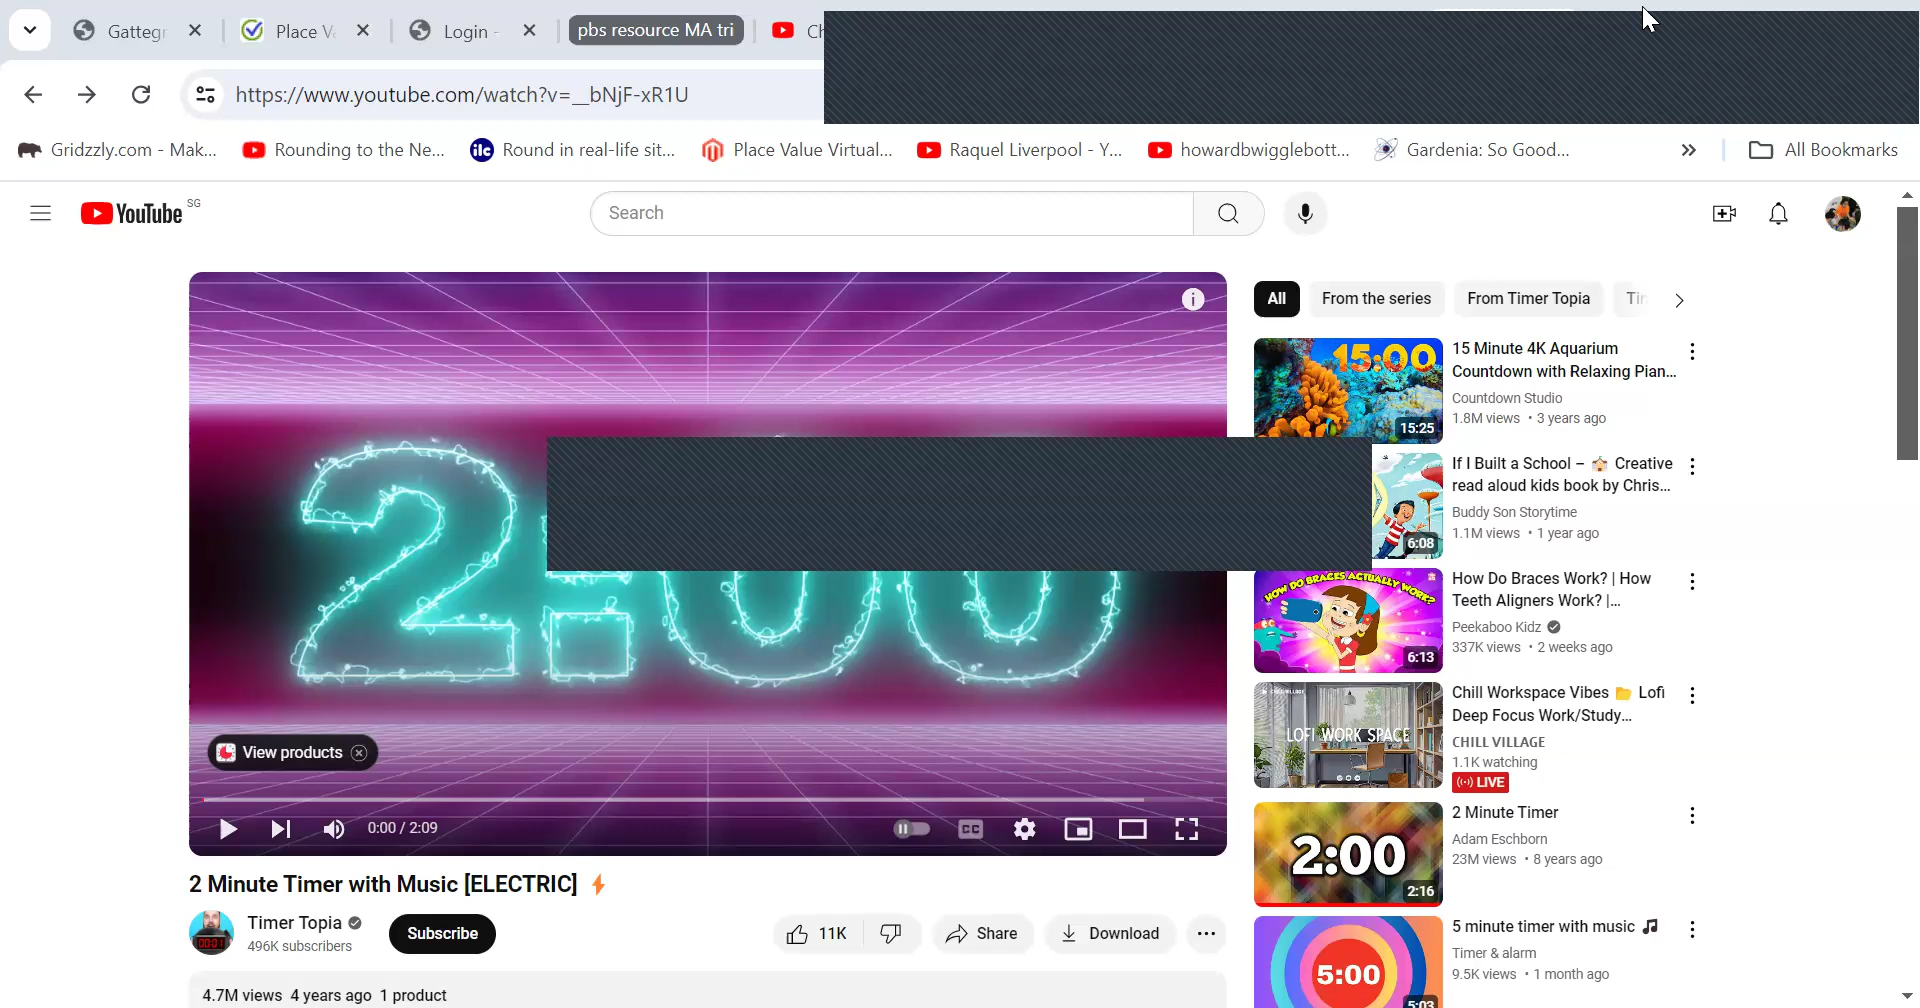 Gattegr
Place Va
Login -
pbs resource MA tri
Ch
https://www.youtube.com/watch?v=__bNjF-xR1U
Gridzzly.com - Mak...
Rounding to the Ne...
ilc
Round in real-life sit...
Place Value Virtual...
Raquel Liverpool - Y...
howardbwigglebott...
Gardenia: So Good...
All Bookmarks
YouTube SG
Search
2:00
View products
0:00 / 2:09
CC
2 Minute Timer with Music [ELECTRIC] ⚡
00:01
Timer Topia
496K subscribers
Subscribe
11K
Share
Download
4.7M views 4 years ago 1 product
All
From the series
From Timer Topia
15:00
15:25
15 Minute 4K Aquarium
Countdown with Relaxing Pian...
Countdown Studio
1.8M views • 3 years ago
6:08
If I Built a School – 🏫 Creative
read aloud kids book by Chris...
Buddy Son Storytime
1.1M views • 1 year ago
HOW DO BRACES ACTUALLY WORK?
6:13
How Do Braces Work? | How
Teeth Aligners Work? |...
Peekaboo Kidz
337K views • 2 weeks ago
LOFI WORK SPACE
Chill Workspace Vibes 📂 Lofi
Deep Focus Work/Study...
CHILL VILLAGE
1.1K watching
LIVE
2:00
2:16
2 Minute Timer
Adam Eschborn
23M views • 8 years ago
5:00
5:03
5 minute timer with music 🎵
Timer & alarm
9.5K views • 1 month ago